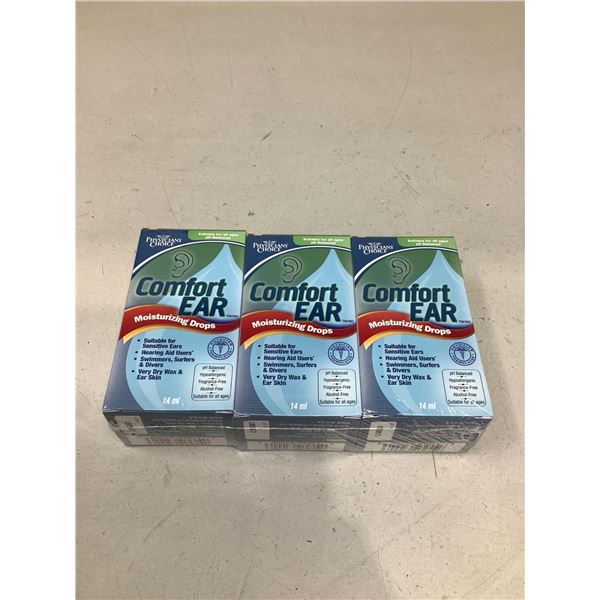 PHYSICIANS'
CHOICE
Suitable for all ages
pH Balanced
Comfort
EAR
Moisturizing Drops
• Suitable for
Sensitive Ears
• Hearing Aid Users'
• Swimmers, Surfers
& Divers
• Very Dry Wax &
Ear Skin
pH Balanced
Hypoallergenic
Fragrance-Free
Alcohol-Free
Suitable for all ages
14 ml
PHYSICIANS'
CHOICE
Suitable for all ages
pH Balanced
Comfort
EAR
Moisturizing Drops
• Suitable for
Sensitive Ears
• Hearing Aid Users'
• Swimmers, Surfers
& Divers
• Very Dry Wax &
Ear Skin
pH Balanced
Hypoallergenic
Fragrance-Free
Alcohol-Free
Suitable for all ages
14 ml
PHYSICIANS'
CHOICE
Suitable for all ages
pH Balanced
Comfort
EAR
Moisturizing Drops
• Suitable for
Sensitive Ears
• Hearing Aid Users'
• Swimmers, Surfers
& Divers
• Very Dry Wax &
Ear Skin
pH Balanced
Hypoallergenic
Fragrance-Free
Alcohol-Free
Suitable for all ages
14 ml